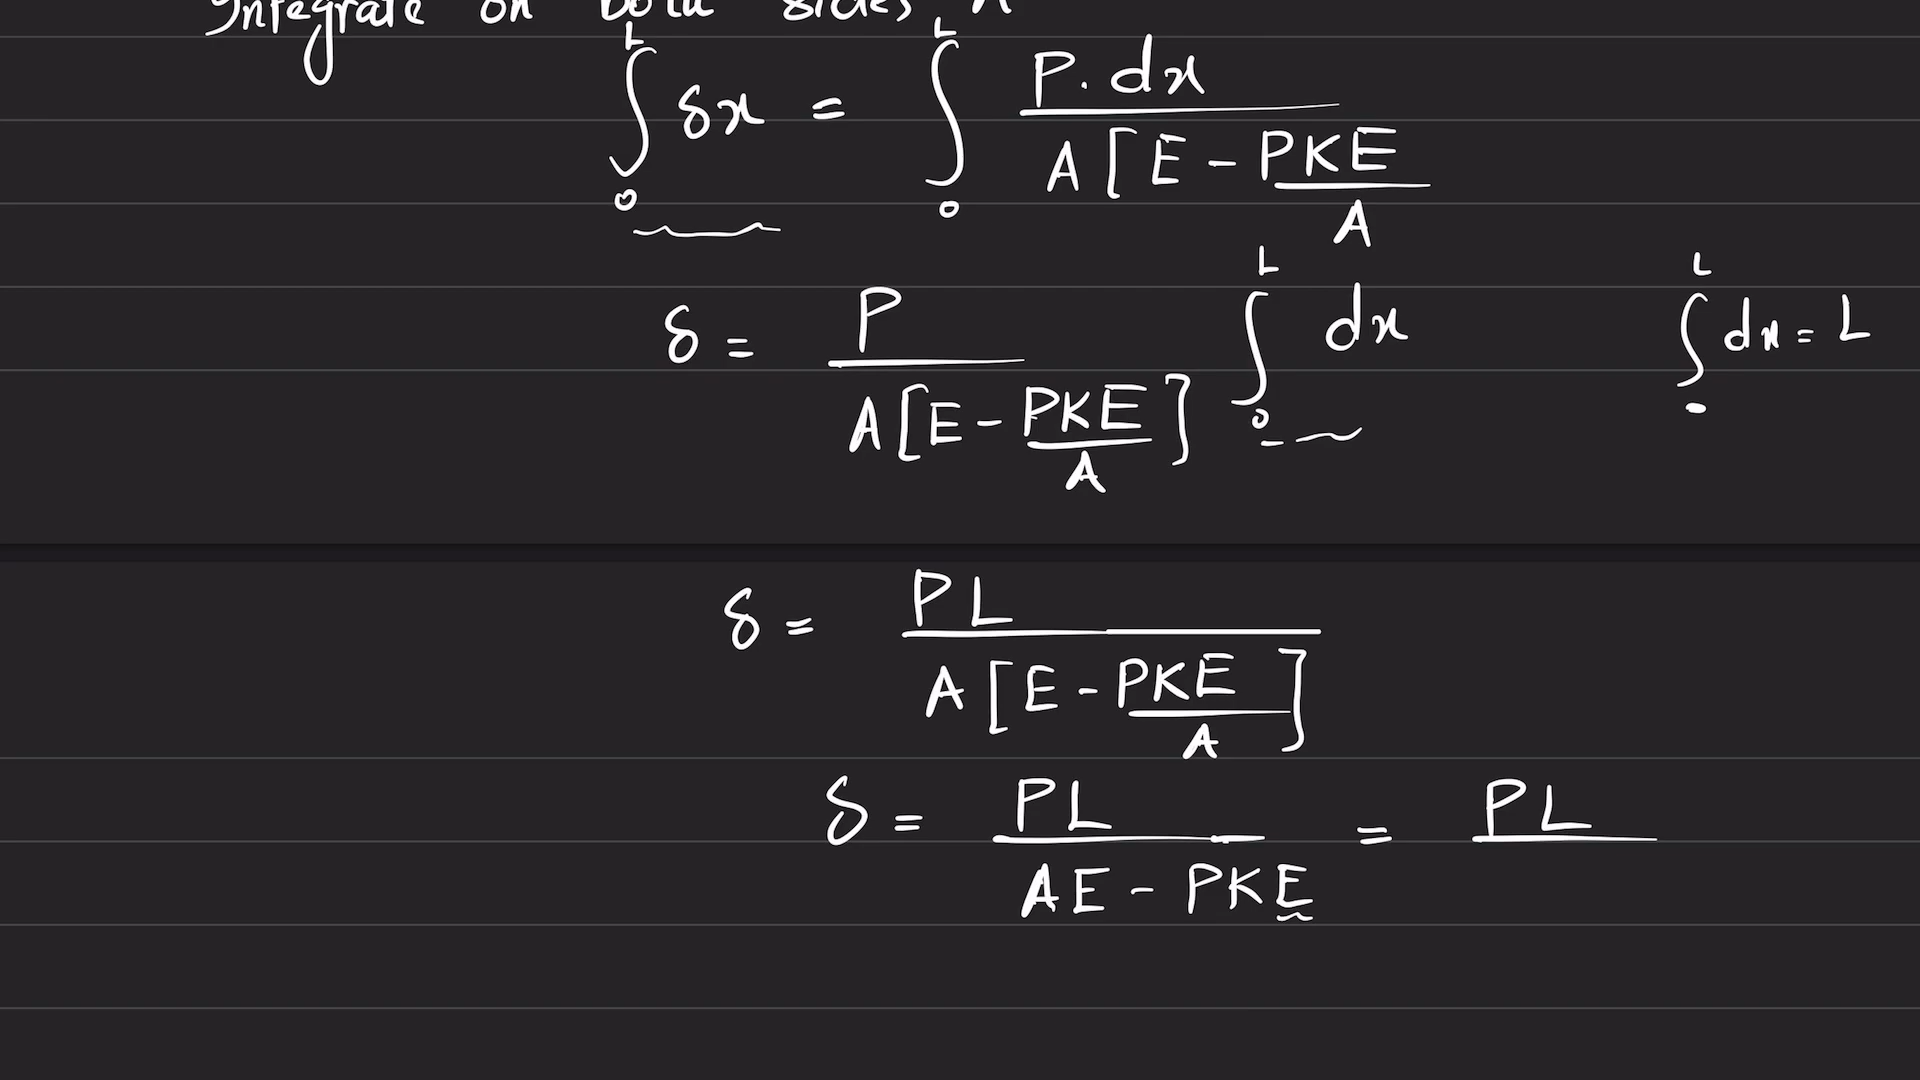 Integrate on both sides
∫₀ᴸ δx = ∫₀ᴸ P. dx / A[E - PKE/A
δ = P / A[E - PKE/A] ∫₀ᴸ dx ∫₀ᴸ dx = L
δ = PL / A[E - PKE/A]
δ = PL / AE - PKE = PL